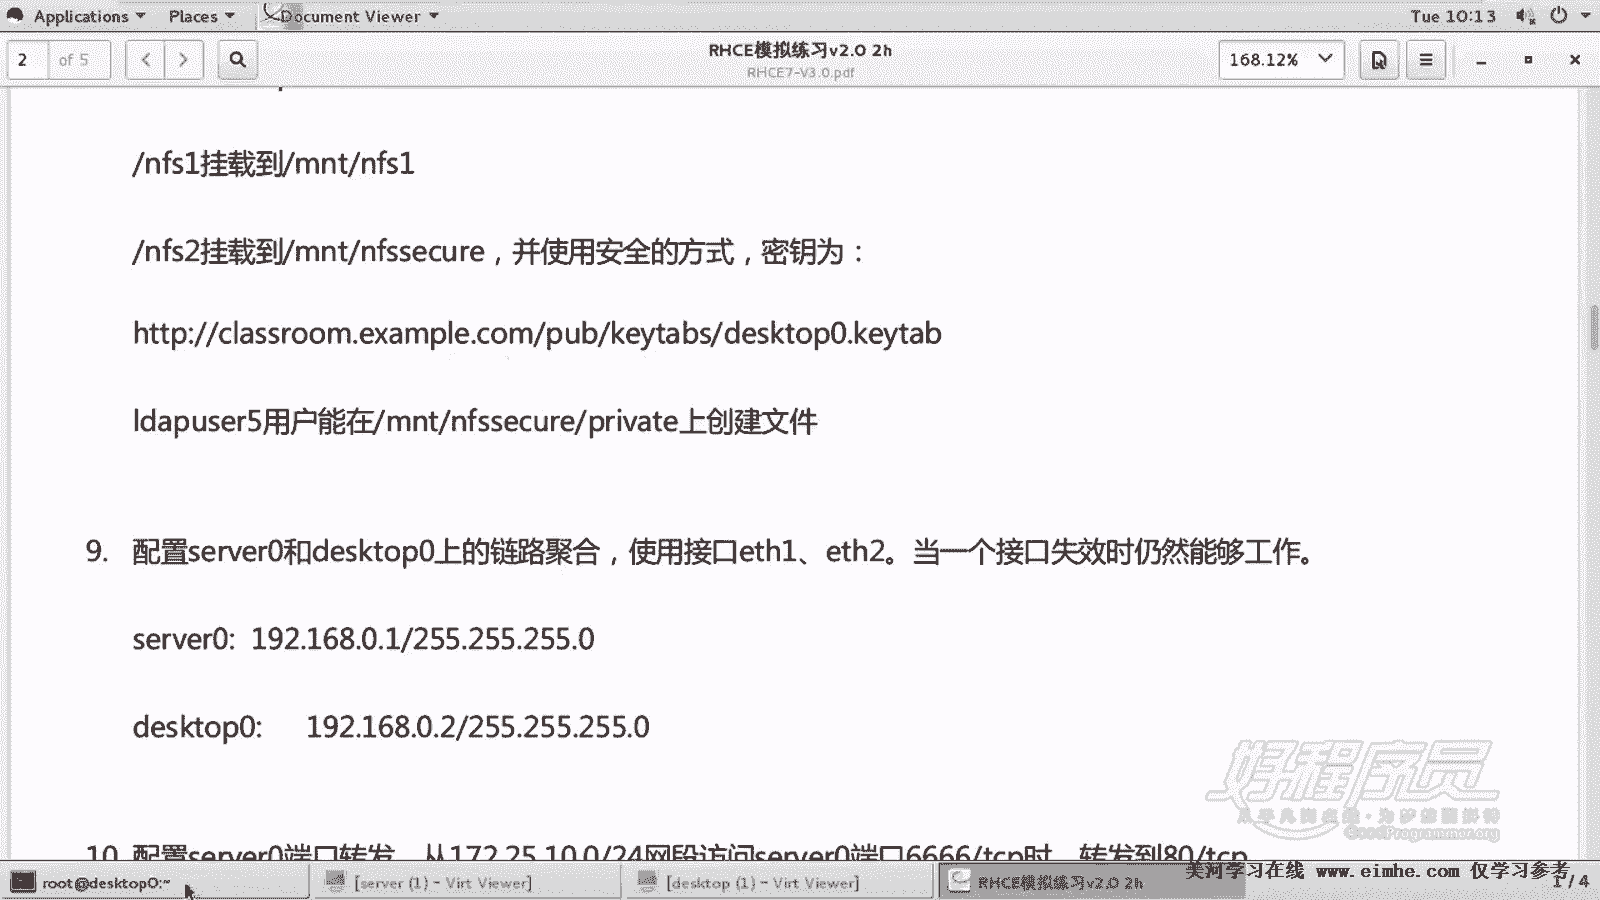 Applications Places Document Viewer Tue 10:13
2 of 5 RHCE模拟练习v2.0 2h 168.12%
RHCE7-V3.0.pdf
/nfs1挂载到/mnt/nfs1
/nfs2挂载到/mnt/nfssecure，并使用安全的方式，密钥为：
http://classroom.example.com/pub/keytabs/desktop0.keytab
ldapuser5用户能在/mnt/nfssecure/private上创建文件
9. 配置server0和desktop0上的链路聚合，使用接口eth1、eth2。当一个接口失效时仍然能够工作。
server0: 192.168.0.1/255.255.255.0
desktop0: 192.168.0.2/255.255.255.0
好程序员
GoodProgrammer.org
10. 配置server0端口转发，从172.25.10.0/24网段访问server0端口6666/tcp时，转发到80/tcp
root@desktop0:~ [server (1) - Virt Viewer] [desktop (1) - Virt Viewer] RHCE模拟练习v2.0 2h 1 / 4
美河学习在线 www.eimhe.com 仅学习参考